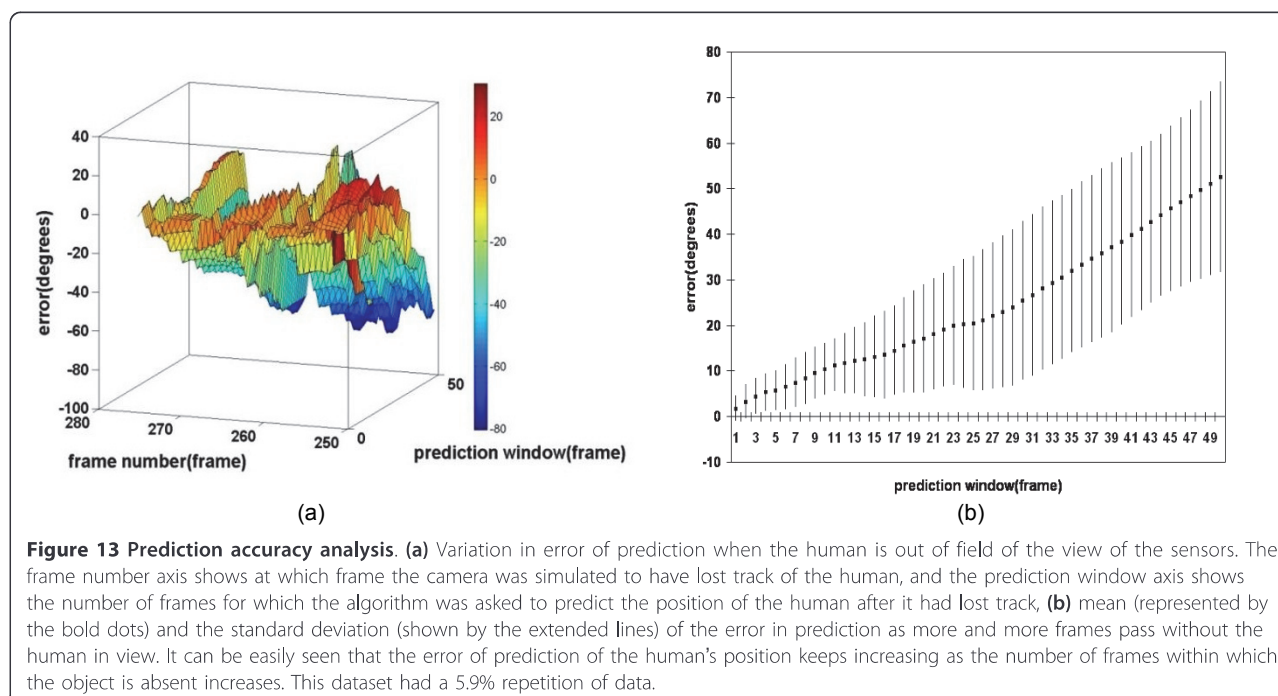 40
20
0
-20
-40
-60
-80
-100
error(degrees)
280
270
260
250
frame number(frame)
0
50
prediction window(frame)
20
0
-20
-40
-60
-80
(a)
80
70
60
50
40
30
20
10
0
-10
error(degrees)
1 3 5 7 9 11 13 15 17 19 21 23 25 27 29 31 33 35 37 39 41 43 45 47 49
prediction window(frame)
(b)
Figure 13 Prediction accuracy analysis. (a) Variation in error of prediction when the human is out of field of the view of the sensors. The
frame number axis shows at which frame the camera was simulated to have lost track of the human, and the prediction window axis shows
the number of frames for which the algorithm was asked to predict the position of the human after it had lost track, (b) mean (represented by
the bold dots) and the standard deviation (shown by the extended lines) of the error in prediction as more and more frames pass without the
human in view. It can be easily seen that the error of prediction of the human's position keeps increasing as the number of frames within which
the object is absent increases. This dataset had a 5.9% repetition of data.